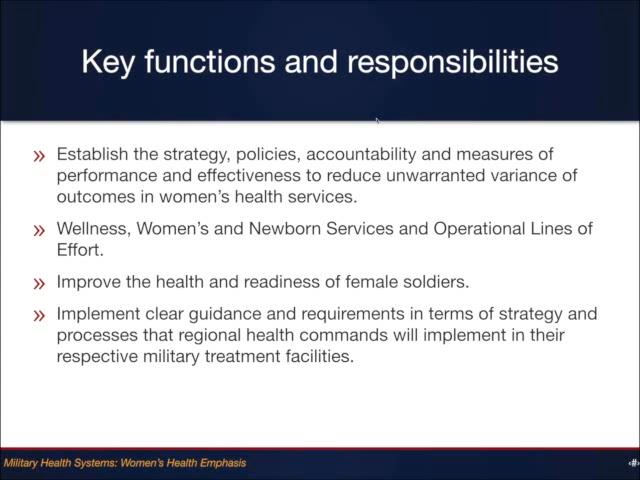 Key functions and responsibilities
» Establish the strategy, policies, accountability and measures of
performance and effectiveness to reduce unwarranted variance of
outcomes in women's health services.
» Wellness, Women's and Newborn Services and Operational Lines of
Effort.
» Improve the health and readiness of female soldiers.
» Implement clear guidance and requirements in terms of strategy and
processes that regional health commands will implement in their
respective military treatment facilities.
Military Health Systems: Women's Health Emphasis
‹#›